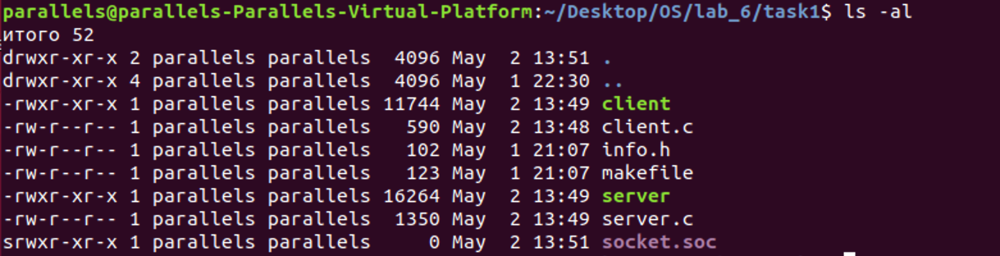 parallels@parallels-Parallels-Virtual-Platform:~/Desktop/OS/lab_6/task1$ ls -al
итого 52
drwxr-xr-x 2 parallels parallels  4096 May  2 13:51 .
drwxr-xr-x 4 parallels parallels  4096 May  1 22:30 ..
-rwxr-xr-x 1 parallels parallels 11744 May  2 13:49 client
-rw-r--r-- 1 parallels parallels   590 May  2 13:48 client.c
-rw-r--r-- 1 parallels parallels   102 May  1 21:07 info.h
-rw-r--r-- 1 parallels parallels   123 May  1 21:07 makefile
-rwxr-xr-x 1 parallels parallels 16264 May  2 13:49 server
-rw-r--r-- 1 parallels parallels  1350 May  2 13:49 server.c
srwxr-xr-x 1 parallels parallels     0 May  2 13:51 socket.soc